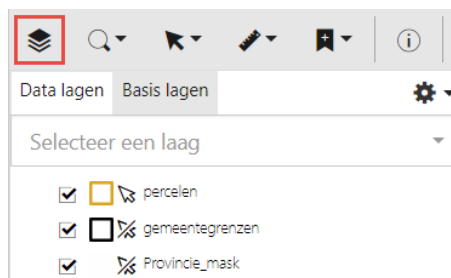 Data lagen Basis lagen
Selecteer een laag
percelen
gemeentegrenzen
Provincie_mask